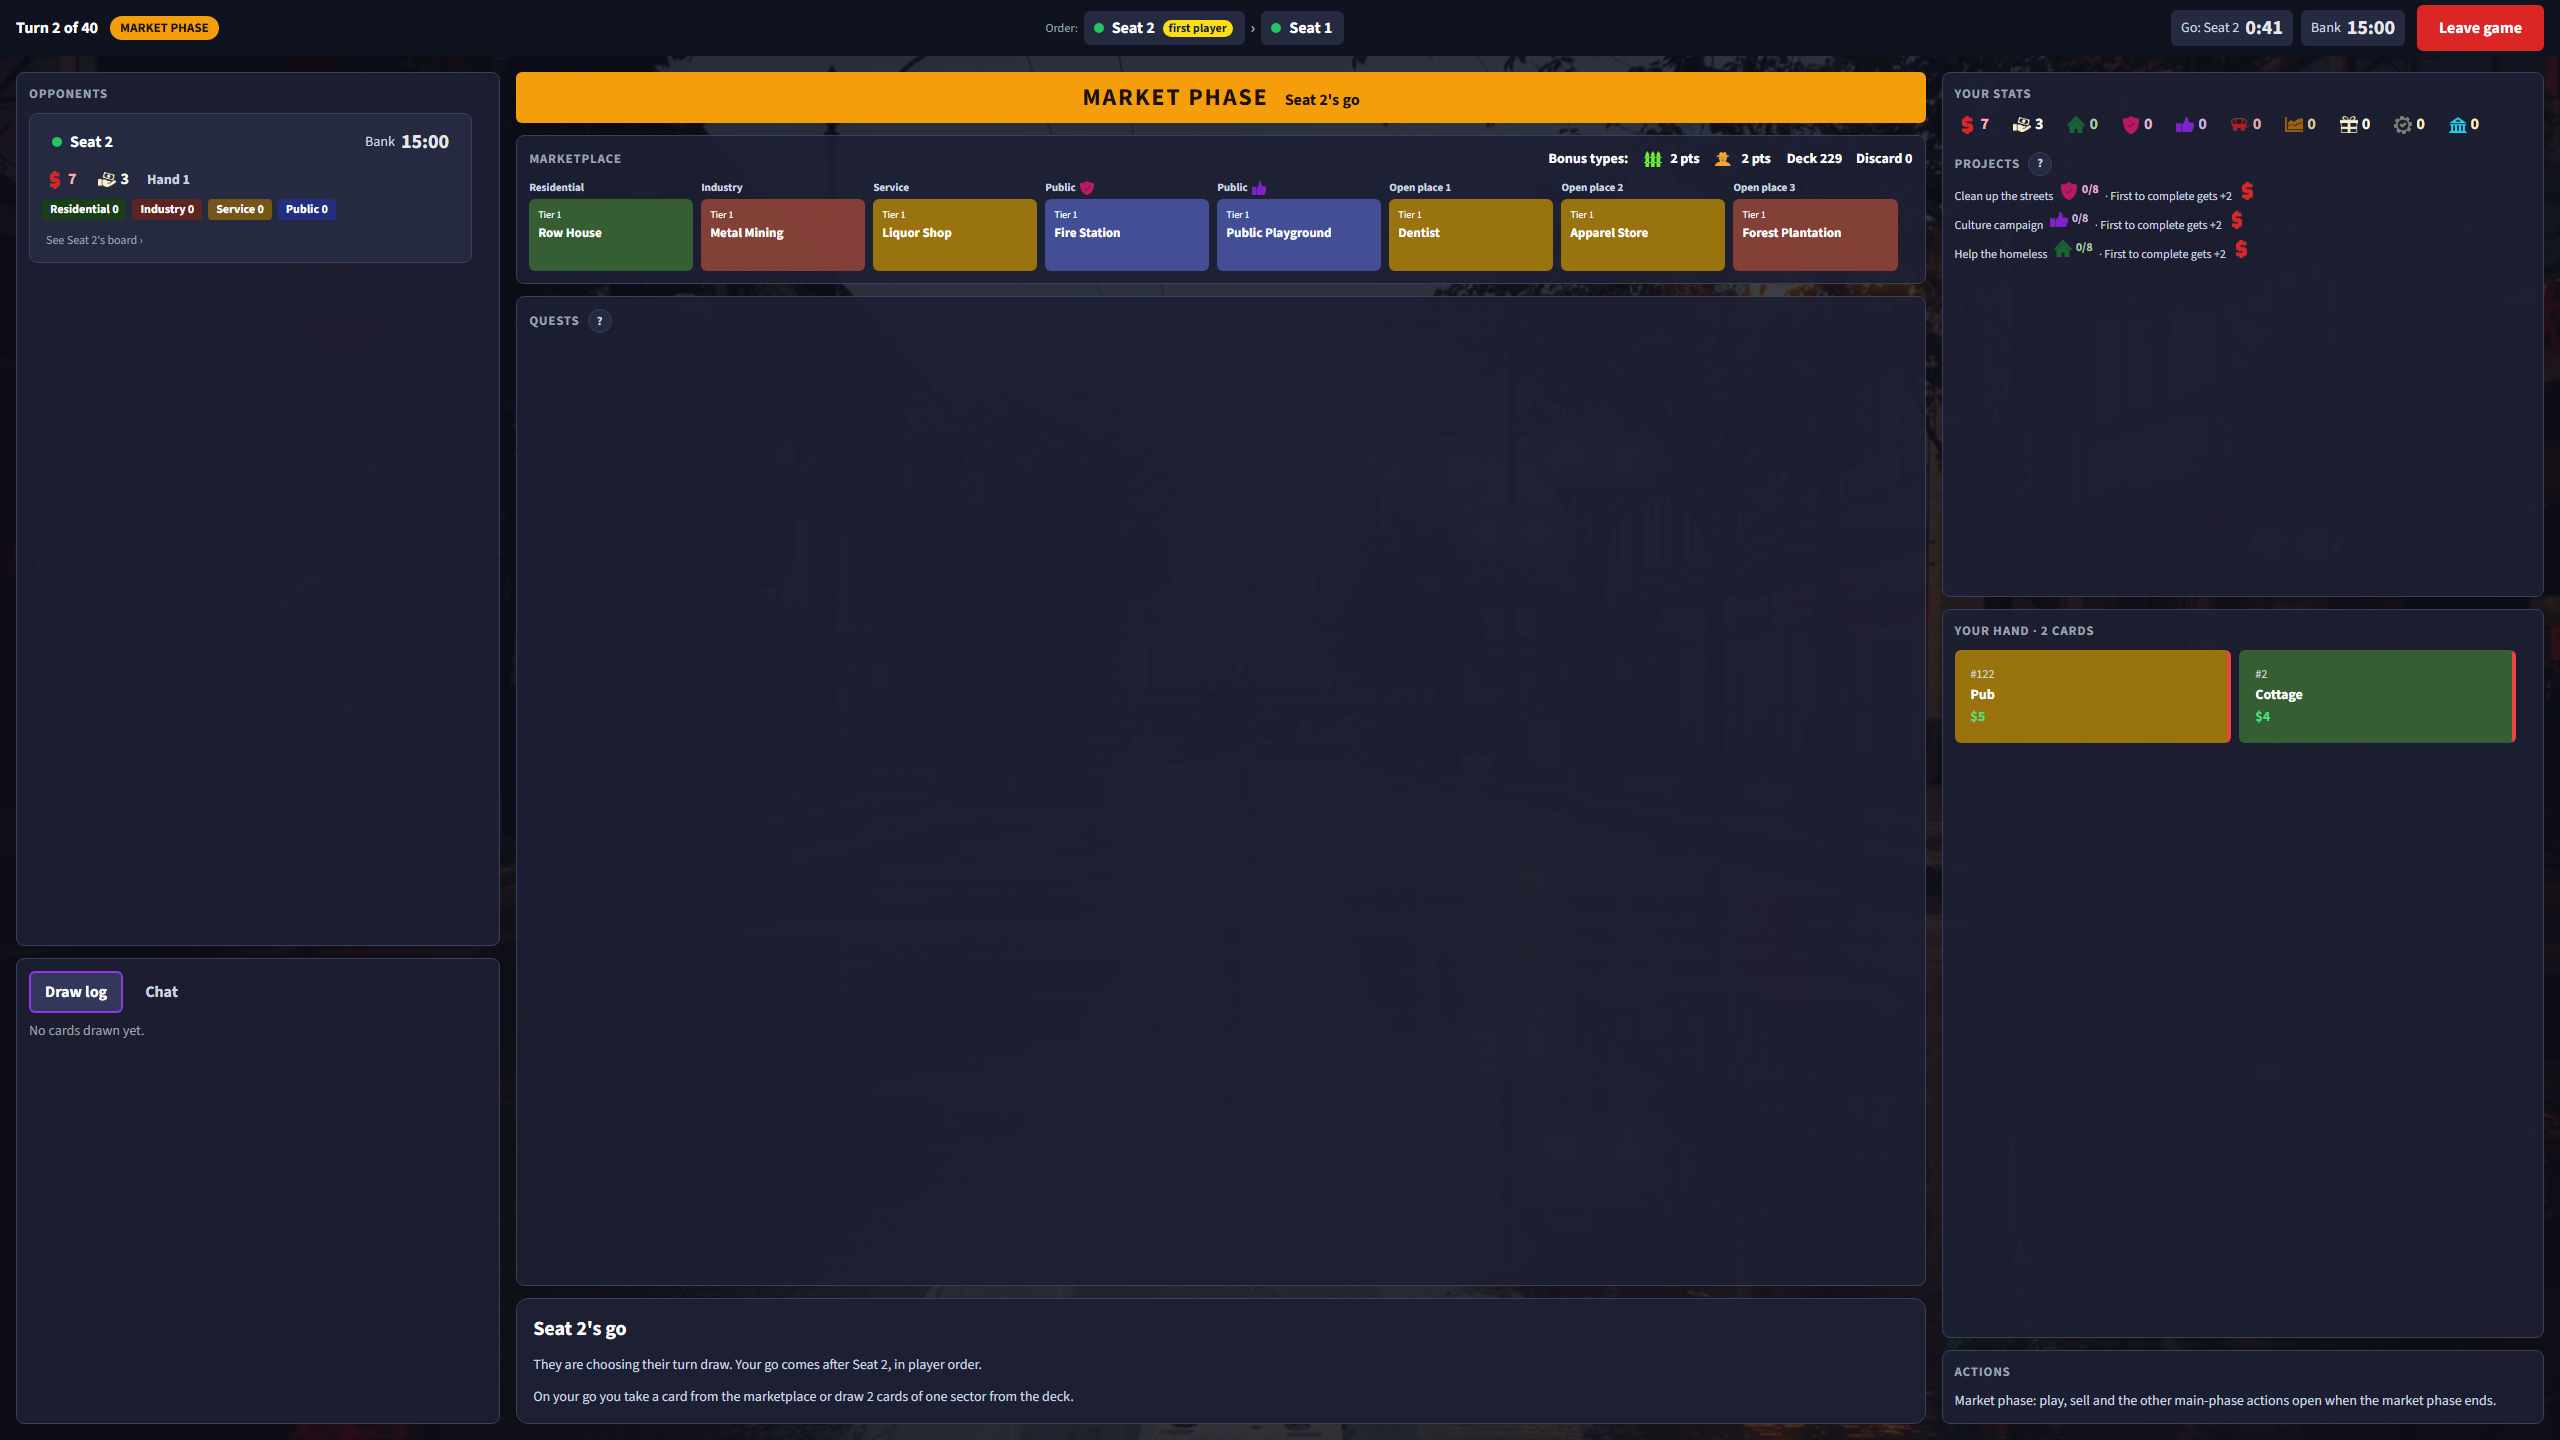 Turn 2 of 40 MARKET PHASE
Order: Seat 2 first player › Seat 1
Go: Seat 2 0:41 Bank 15:00 Leave game
OPPONENTS
Seat 2 Bank 15:00
7 3 Hand 1
Residential 0 Industry 0 Service 0 Public 0
See Seat 2's board ›
Draw log Chat
No cards drawn yet.
MARKET PHASE Seat 2's go
MARKETPLACE Bonus types: 2 pts 2 pts Deck 229 Discard 0
Residential Industry Service Public Public Open place 1 Open place 2 Open place 3
Tier 1 Tier 1 Tier 1 Tier 1 Tier 1 Tier 1 Tier 1 Tier 1
Row House Metal Mining Liquor Shop Fire Station Public Playground Dentist Apparel Store Forest Plantation
QUESTS ?
Seat 2's go
They are choosing their turn draw. Your go comes after Seat 2, in player order.
On your go you take a card from the marketplace or draw 2 cards of one sector from the deck.
YOUR STATS
7 3 0 0 0 0 0 0 0 0
PROJECTS ?
Clean up the streets 0/8 · First to complete gets +2
Culture campaign 0/8 · First to complete gets +2
Help the homeless 0/8 · First to complete gets +2
YOUR HAND · 2 CARDS
#122 #2
Pub Cottage
$5 $4
ACTIONS
Market phase: play, sell and the other main-phase actions open when the market phase ends.